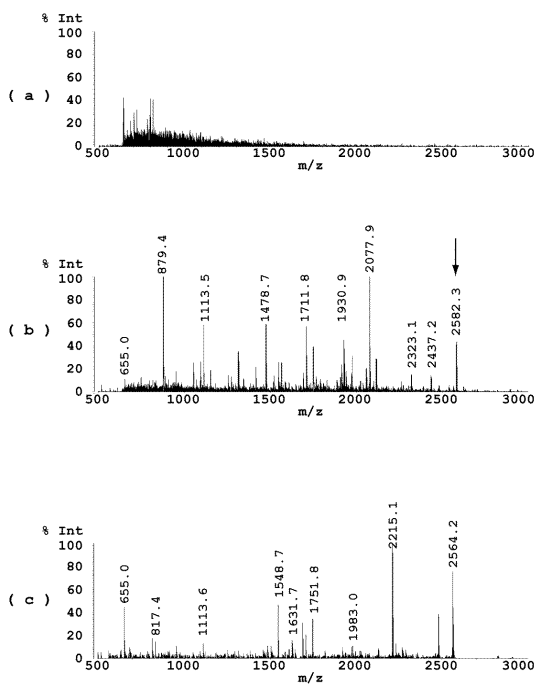 % Int
100
80
( a ) 60
40
20
0
500 1000 1500 2000 2500 3000
m/z
879.4 2077.9
% Int 1113.5 1478.7 1711.8 1930.9
100
80 2582.3
( b ) 60 655.0 2323.1 2437.2
40
20
0
500 1000 1500 2000 2500 3000
m/z
2215.1
% Int 2564.2
100 1548.7
80 655.0 1631.7 1751.8
( c ) 60 817.4 1113.6 1983.0
40
20
0
500 1000 1500 2000 2500 3000
m/z